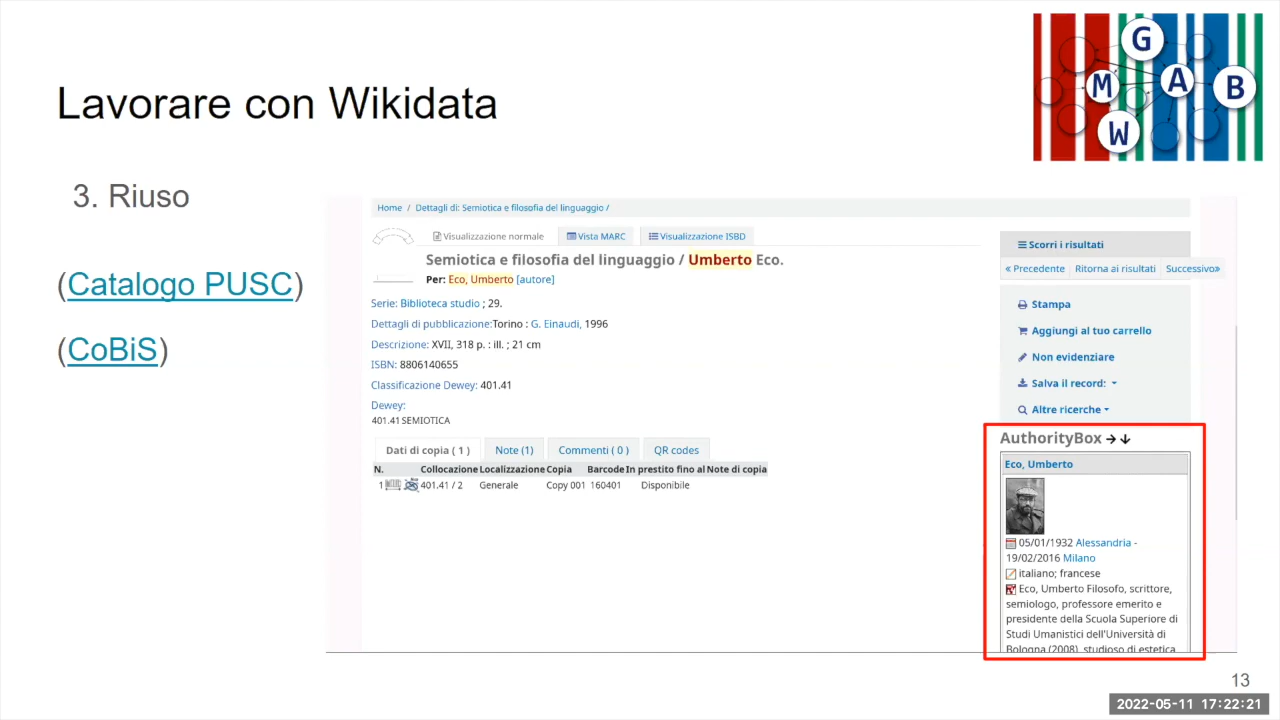 G
M
A
B
W
Lavorare con Wikidata
3. Riuso
(Catalogo PUSC)
(CoBiS)
Home / Dettagli di: Semiotica e filosofia del linguaggio /
Visualizzazione normale Vista MARC Visualizzazione ISBD
Semiotica e filosofia del linguaggio / Umberto Eco.
Per: Eco, Umberto [autore]
Serie: Biblioteca studio ; 29.
Dettagli di pubblicazione:Torino : G. Einaudi, 1996
Descrizione: XVII, 318 p. : ill. ; 21 cm
ISBN: 8806140655
Classificazione Dewey: 401.41
Dewey:
401.41 SEMIOTICA
Dati di copia ( 1 ) Note (1) Commenti ( 0 ) QR codes
N. Collocazione Localizzazione Copia Barcode In prestito fino al Note di copia
1 401.41 / 2 Generale Copy 001 160401 Disponibile
Scorri i risultati
« Precedente Ritorna ai risultati Successivo»
Stampa
Aggiungi al tuo carrello
Non evidenziare
Salva il record:
Altre ricerche
AuthorityBox → ↓
Eco, Umberto
05/01/1932 Alessandria -
19/02/2016 Milano
italiano; francese
Eco, Umberto Filosofo, scrittore,
semiologo, professore emerito e
presidente della Scuola Superiore di
Studi Umanistici dell'Università di
Bologna (2008), studioso di estetica
13
2022-05-11 17:22:21